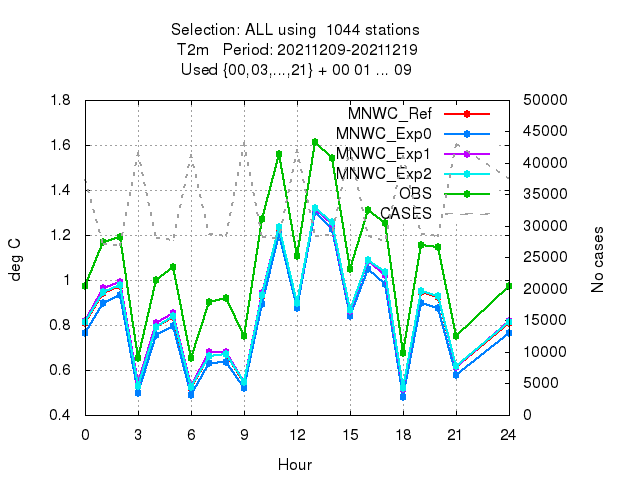 Selection: ALL using  1044 stations
T2m   Period: 20211209-20211219
Used {00,03,...,21} + 00 01 ... 09
deg C
No cases
1.8
1.6
1.4
1.2
1
0.8
0.6
0.4
50000
45000
40000
35000
30000
25000
20000
15000
10000
5000
0
MNWC_Ref
MNWC_Exp0
MNWC_Exp1
MNWC_Exp2
OBS
CASES
0 3 6 9 12 15 18 21 24
Hour